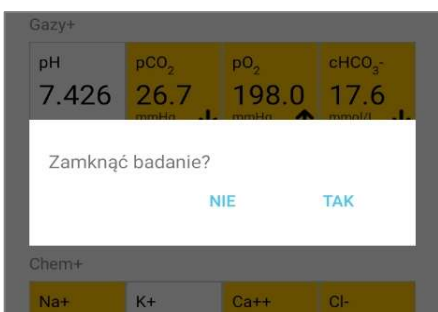 Gazy+
pH pCO₂ pO₂ cHCO₃-
7.426 26.7 198.0 17.6
mmHg mmHg mmol/l
Zamknąć badanie?
NIE TAK
Chem+
Na+ K+ Ca++ Cl-